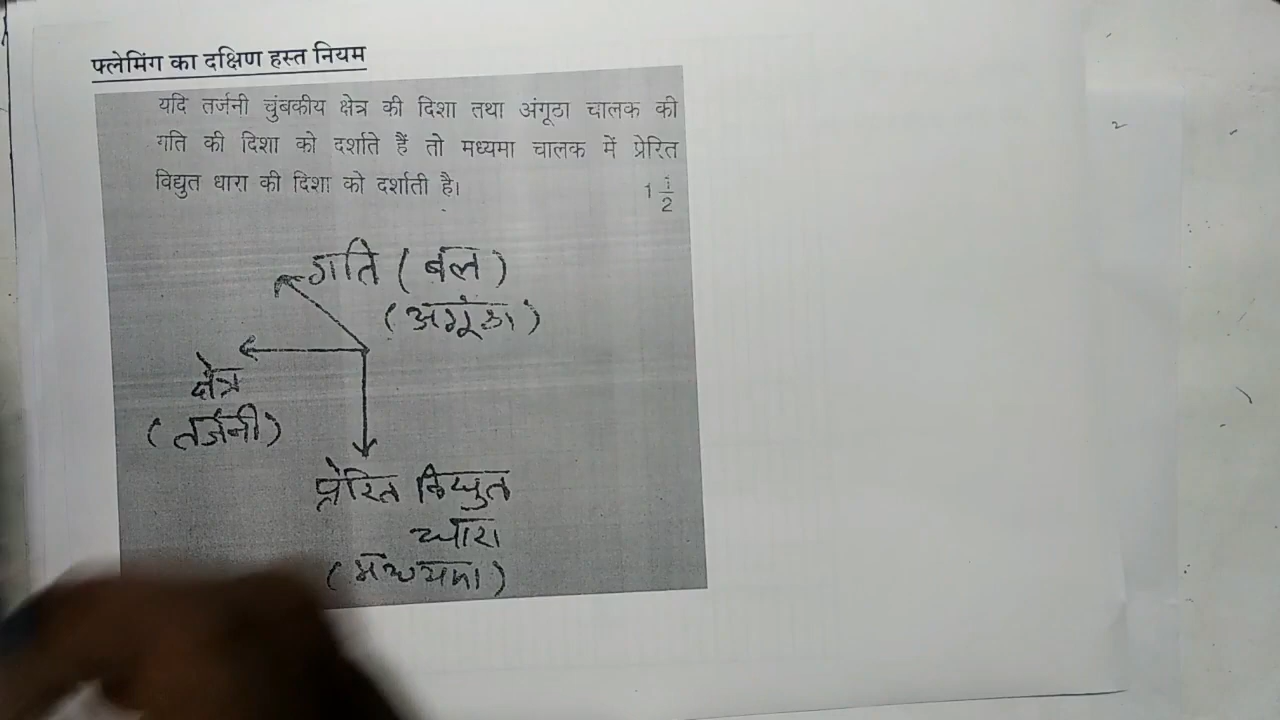 फ्लेमिंग का दक्षिण हस्त नियम
यदि तर्जनी चुंबकीय क्षेत्र की दिशा तथा अंगूठा चालक की
गति की दिशा को दर्शाते हैं तो मध्यमा चालक में प्रेरित
विद्युत धारा की दिशा को दर्शाती है। 1 1/2
गति (बल)
(अगूंठा)
क्षेत्र
(तर्जनी)
प्रेरित विद्युत
धारा
(मध्यमा)